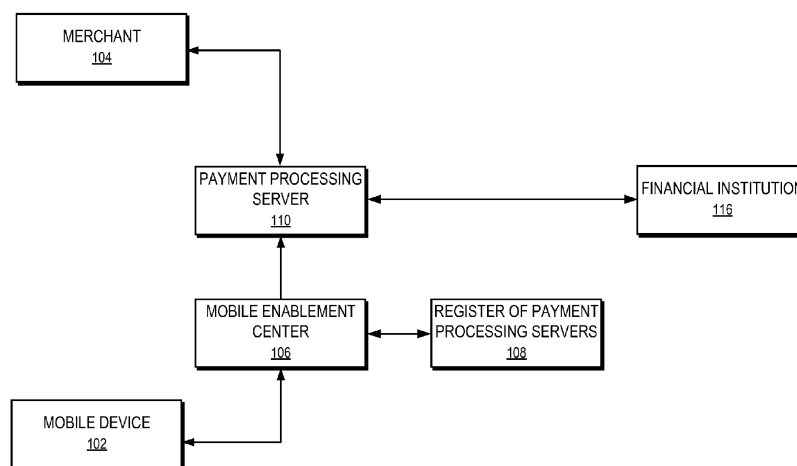 MERCHANT
104
PAYMENT PROCESSING
SERVER
110
FINANCIAL INSTITUTION
116
MOBILE ENABLEMENT
CENTER
106
REGISTER OF PAYMENT
PROCESSING SERVERS
108
MOBILE DEVICE
102